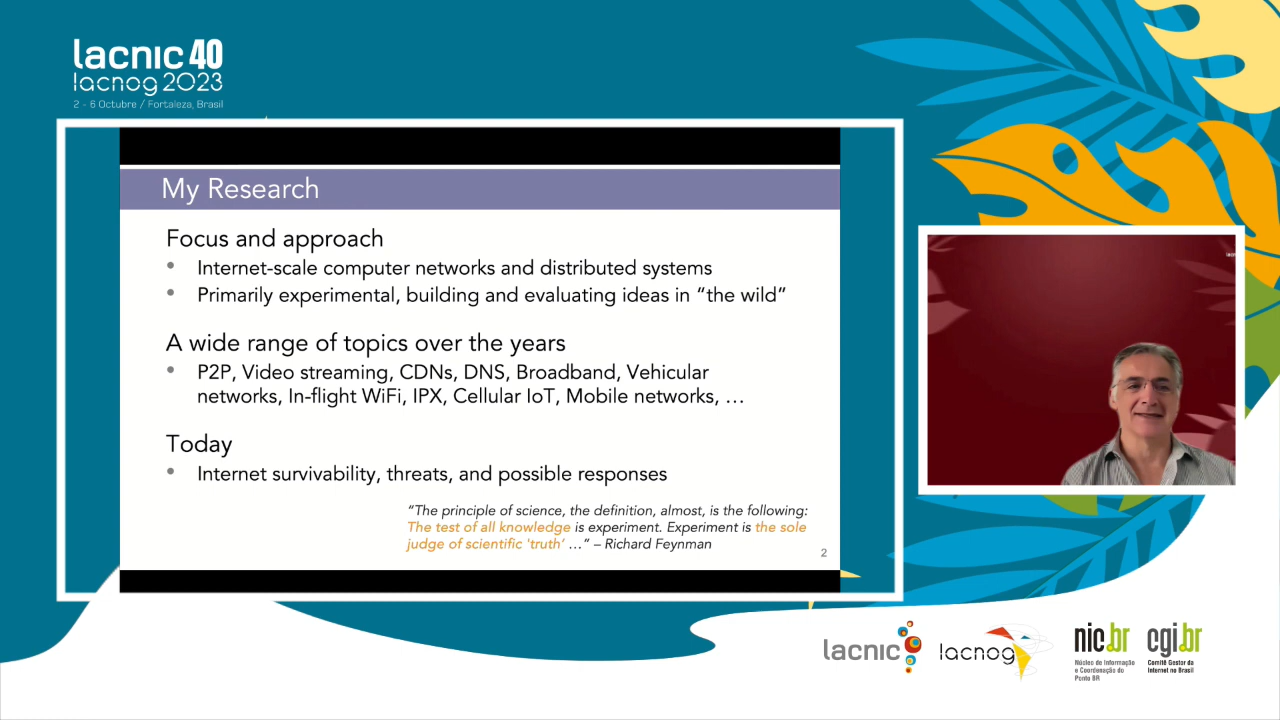 lacnic 40
lacnog 2023
2 - 6 Octubre / Fortaleza, Brasil
My Research
Focus and approach
• Internet-scale computer networks and distributed systems
• Primarily experimental, building and evaluating ideas in “the wild”
A wide range of topics over the years
• P2P, Video streaming, CDNs, DNS, Broadband, Vehicular
networks, In-flight WiFi, IPX, Cellular IoT, Mobile networks, …
Today
• Internet survivability, threats, and possible responses
“The principle of science, the definition, almost, is the following:
The test of all knowledge is experiment. Experiment is the sole
judge of scientific 'truth’ …” – Richard Feynman
2
lacnic
lacnog
nic.br
Núcleo de Informação
e Coordenação do
Ponto BR
cgi.br
Comitê Gestor da
Internet no Brasil